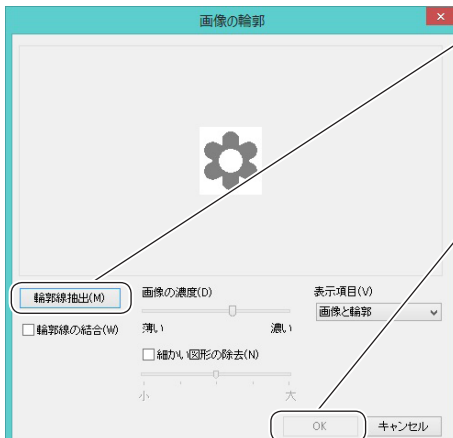 画像の輪郭
輪郭線抽出(M)
輪郭線の結合(W)
画像の濃度(D)
薄い 濃い
細かい図形の除去(N)
小 大
表示項目(V)
画像と輪郭
OK キャンセル